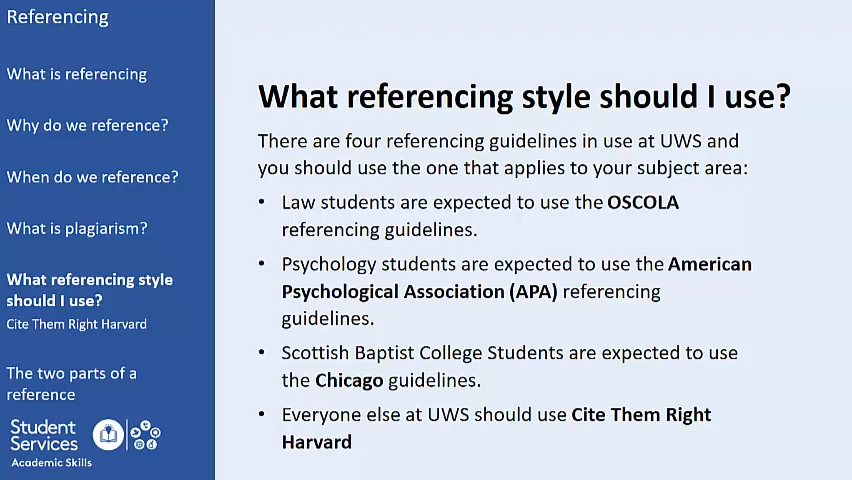 Referencing
What is referencing
Why do we reference?
When do we reference?
What is plagiarism?
What referencing style
should I use?
Cite Them Right Harvard
The two parts of a
reference
Student
Services
Academic Skills
What referencing style should I use?
There are four referencing guidelines in use at UWS and
you should use the one that applies to your subject area:
• Law students are expected to use the OSCOLA
referencing guidelines.
• Psychology students are expected to use the American
Psychological Association (APA) referencing
guidelines.
• Scottish Baptist College Students are expected to use
the Chicago guidelines.
• Everyone else at UWS should use Cite Them Right
Harvard